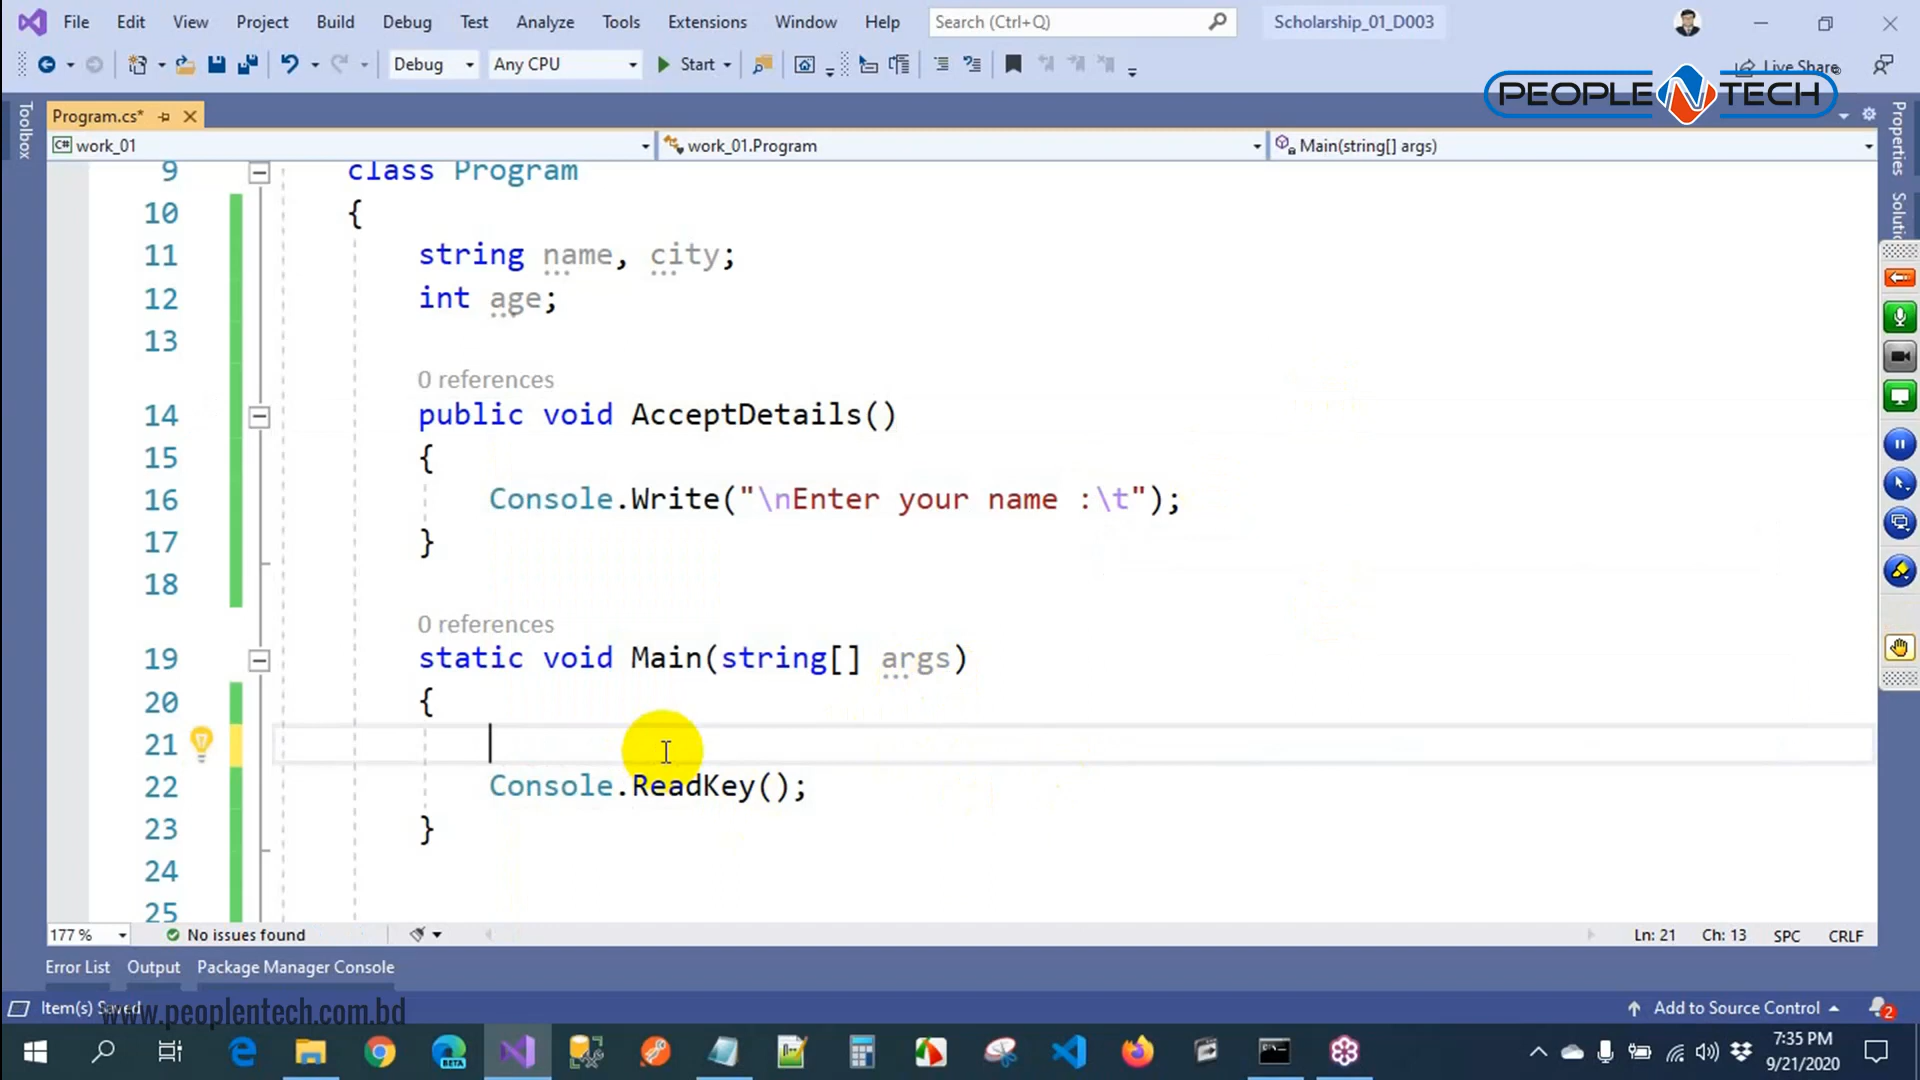 File Edit View Project Build Debug Test Analyze Tools Extensions Window Help Search (Ctrl+Q) Scholarship_01_D003
Debug Any CPU Start Live Share
PEOPLE N TECH
Program.cs*
Toolbox
Properties
C# work_01 work_01.Program Main(string[] args)
9 class Program
10 {
11 string name, city;
12 int age;
13
0 references
14 public void AcceptDetails()
15 {
16 Console.Write("\nEnter your name :\t");
17 }
18
0 references
19 static void Main(string[] args)
20 {
21
22 Console.ReadKey();
23 }
24
25
177 % No issues found Ln: 21 Ch: 13 SPC CRLF
Error List Output Package Manager Console
Item(s) Saved Add to Source Control 2
www.peoplentech.com.bd
BETA
7:35 PM
9/21/2020